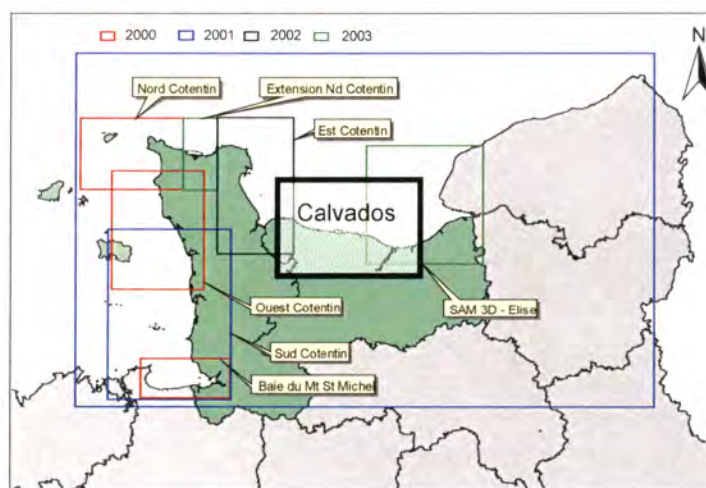 2000 2001 2002 2003
N
Nord Cotentin
Extension Nd Cotentin
Est Cotentin
Calvados
Ouest Cotentin
SAM 3D - Elise
Sud Cotentin
Baie du Mt St Michel